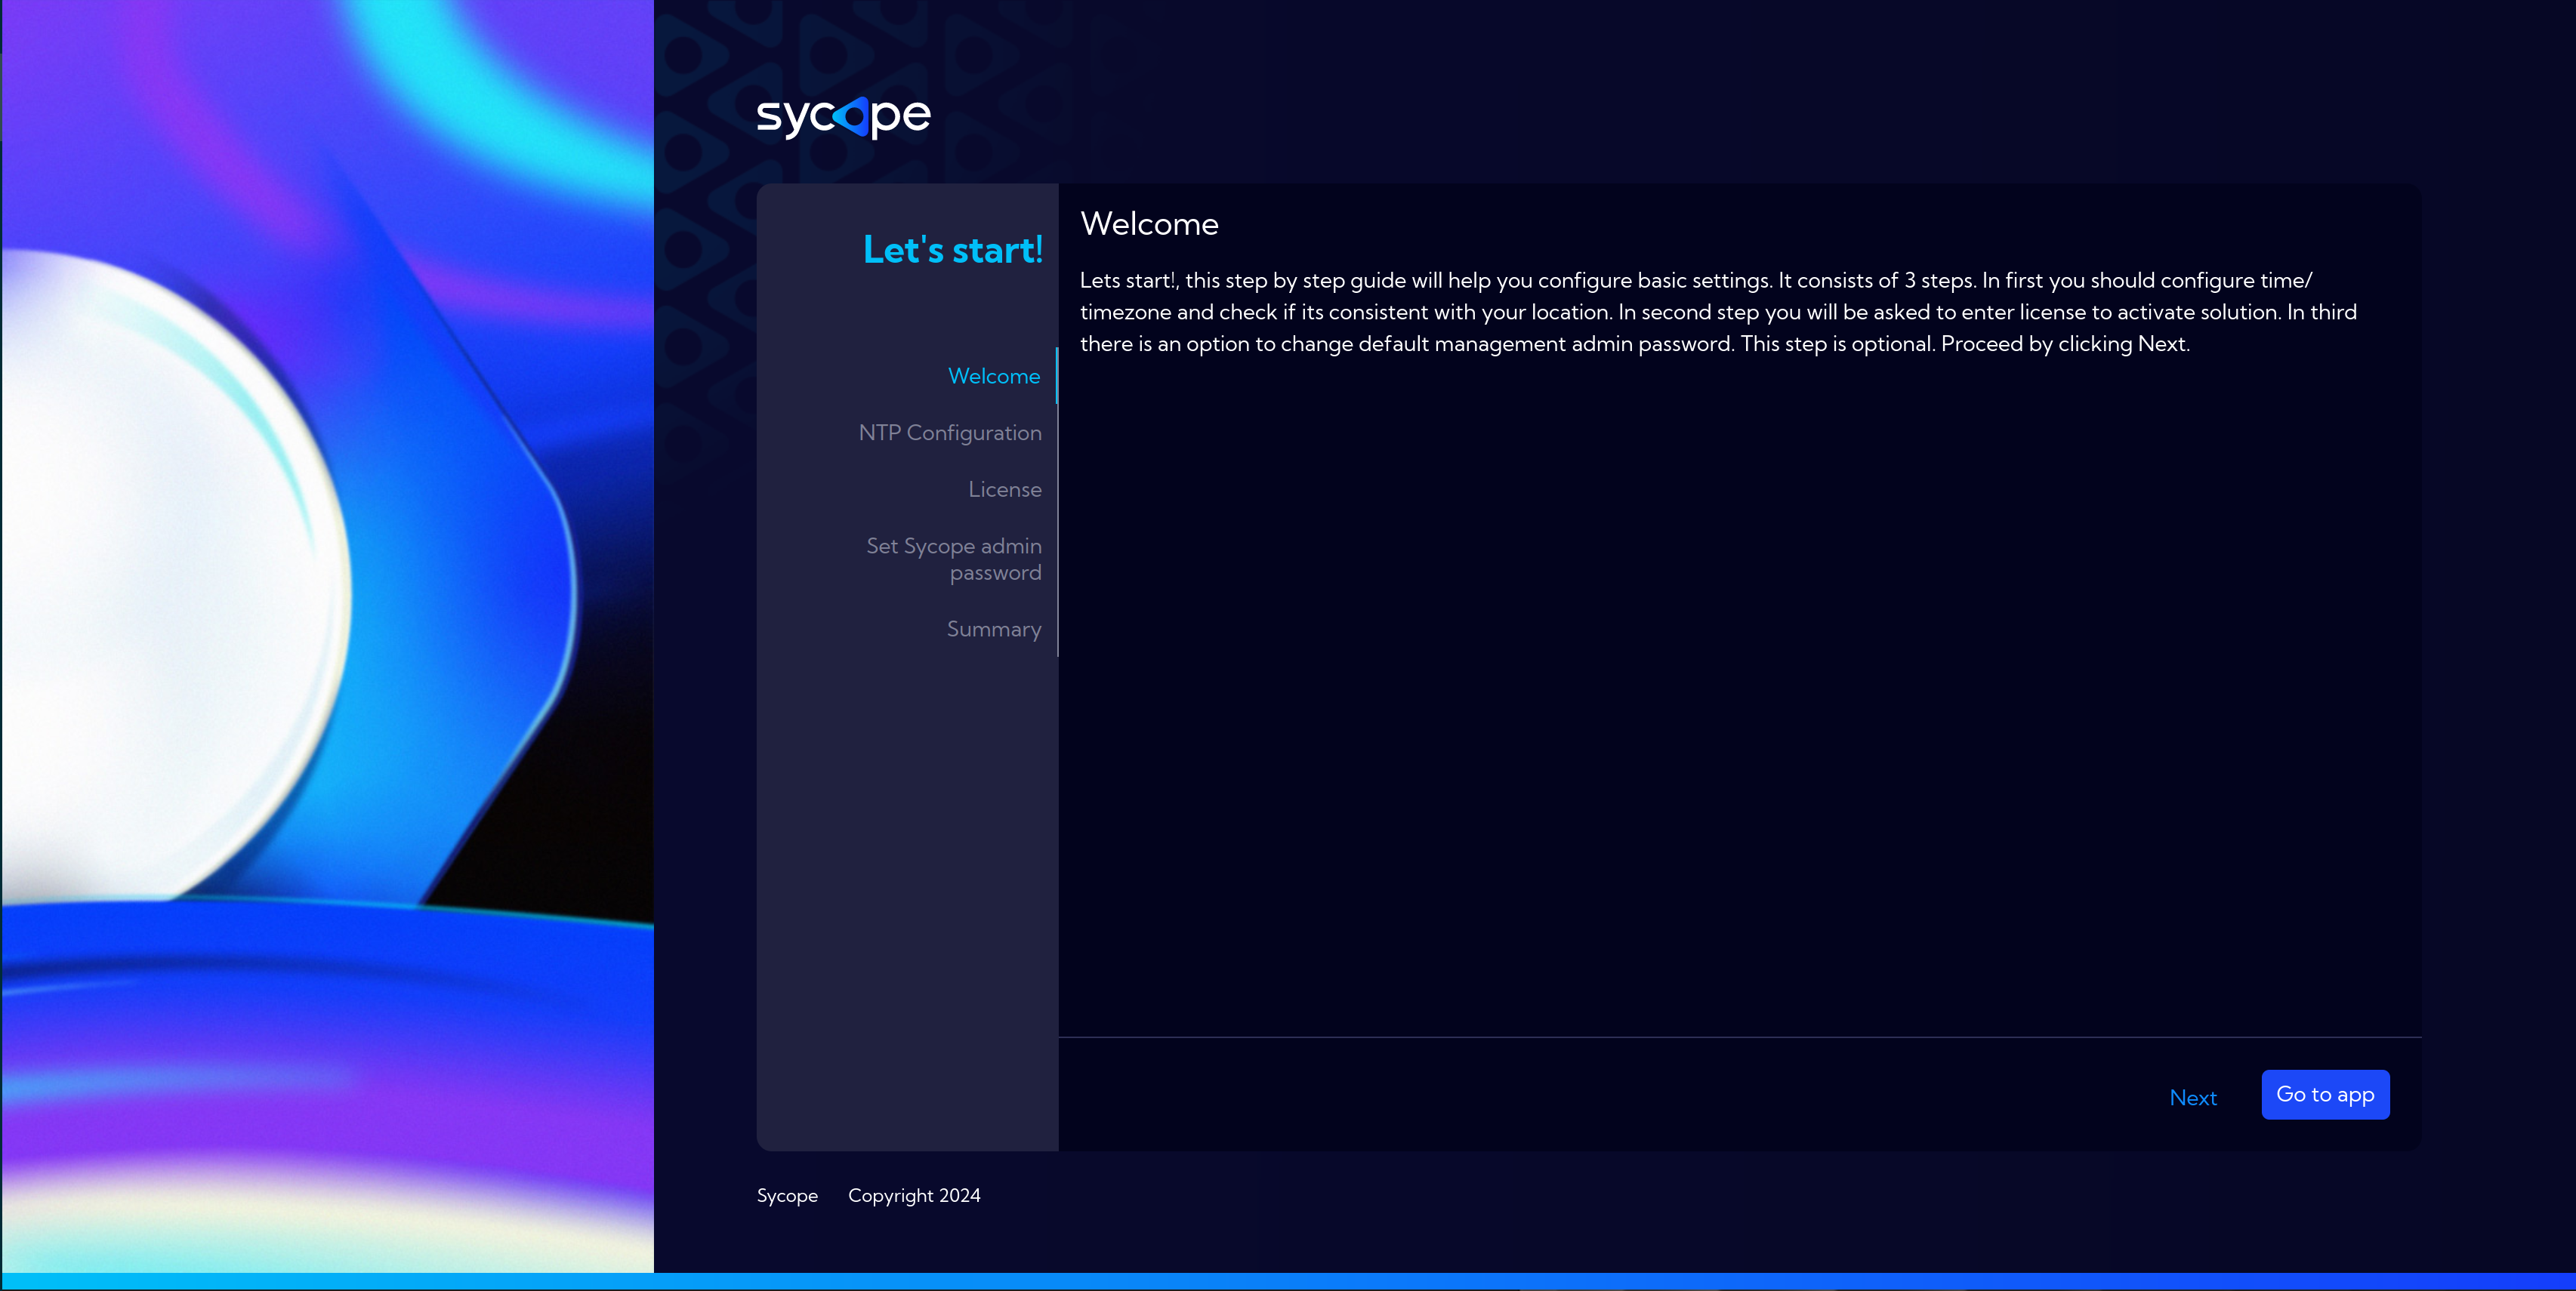 sycope
Let's start!
Welcome
NTP Configuration
License
Set Sycope admin
password
Summary
Welcome
Lets start!, this step by step guide will help you configure basic settings. It consists of 3 steps. In first you should configure time/
timezone and check if its consistent with your location. In second step you will be asked to enter license to activate solution. In third
there is an option to change default management admin password. This step is optional. Proceed by clicking Next.
Next
Go to app
Sycope
Copyright 2024